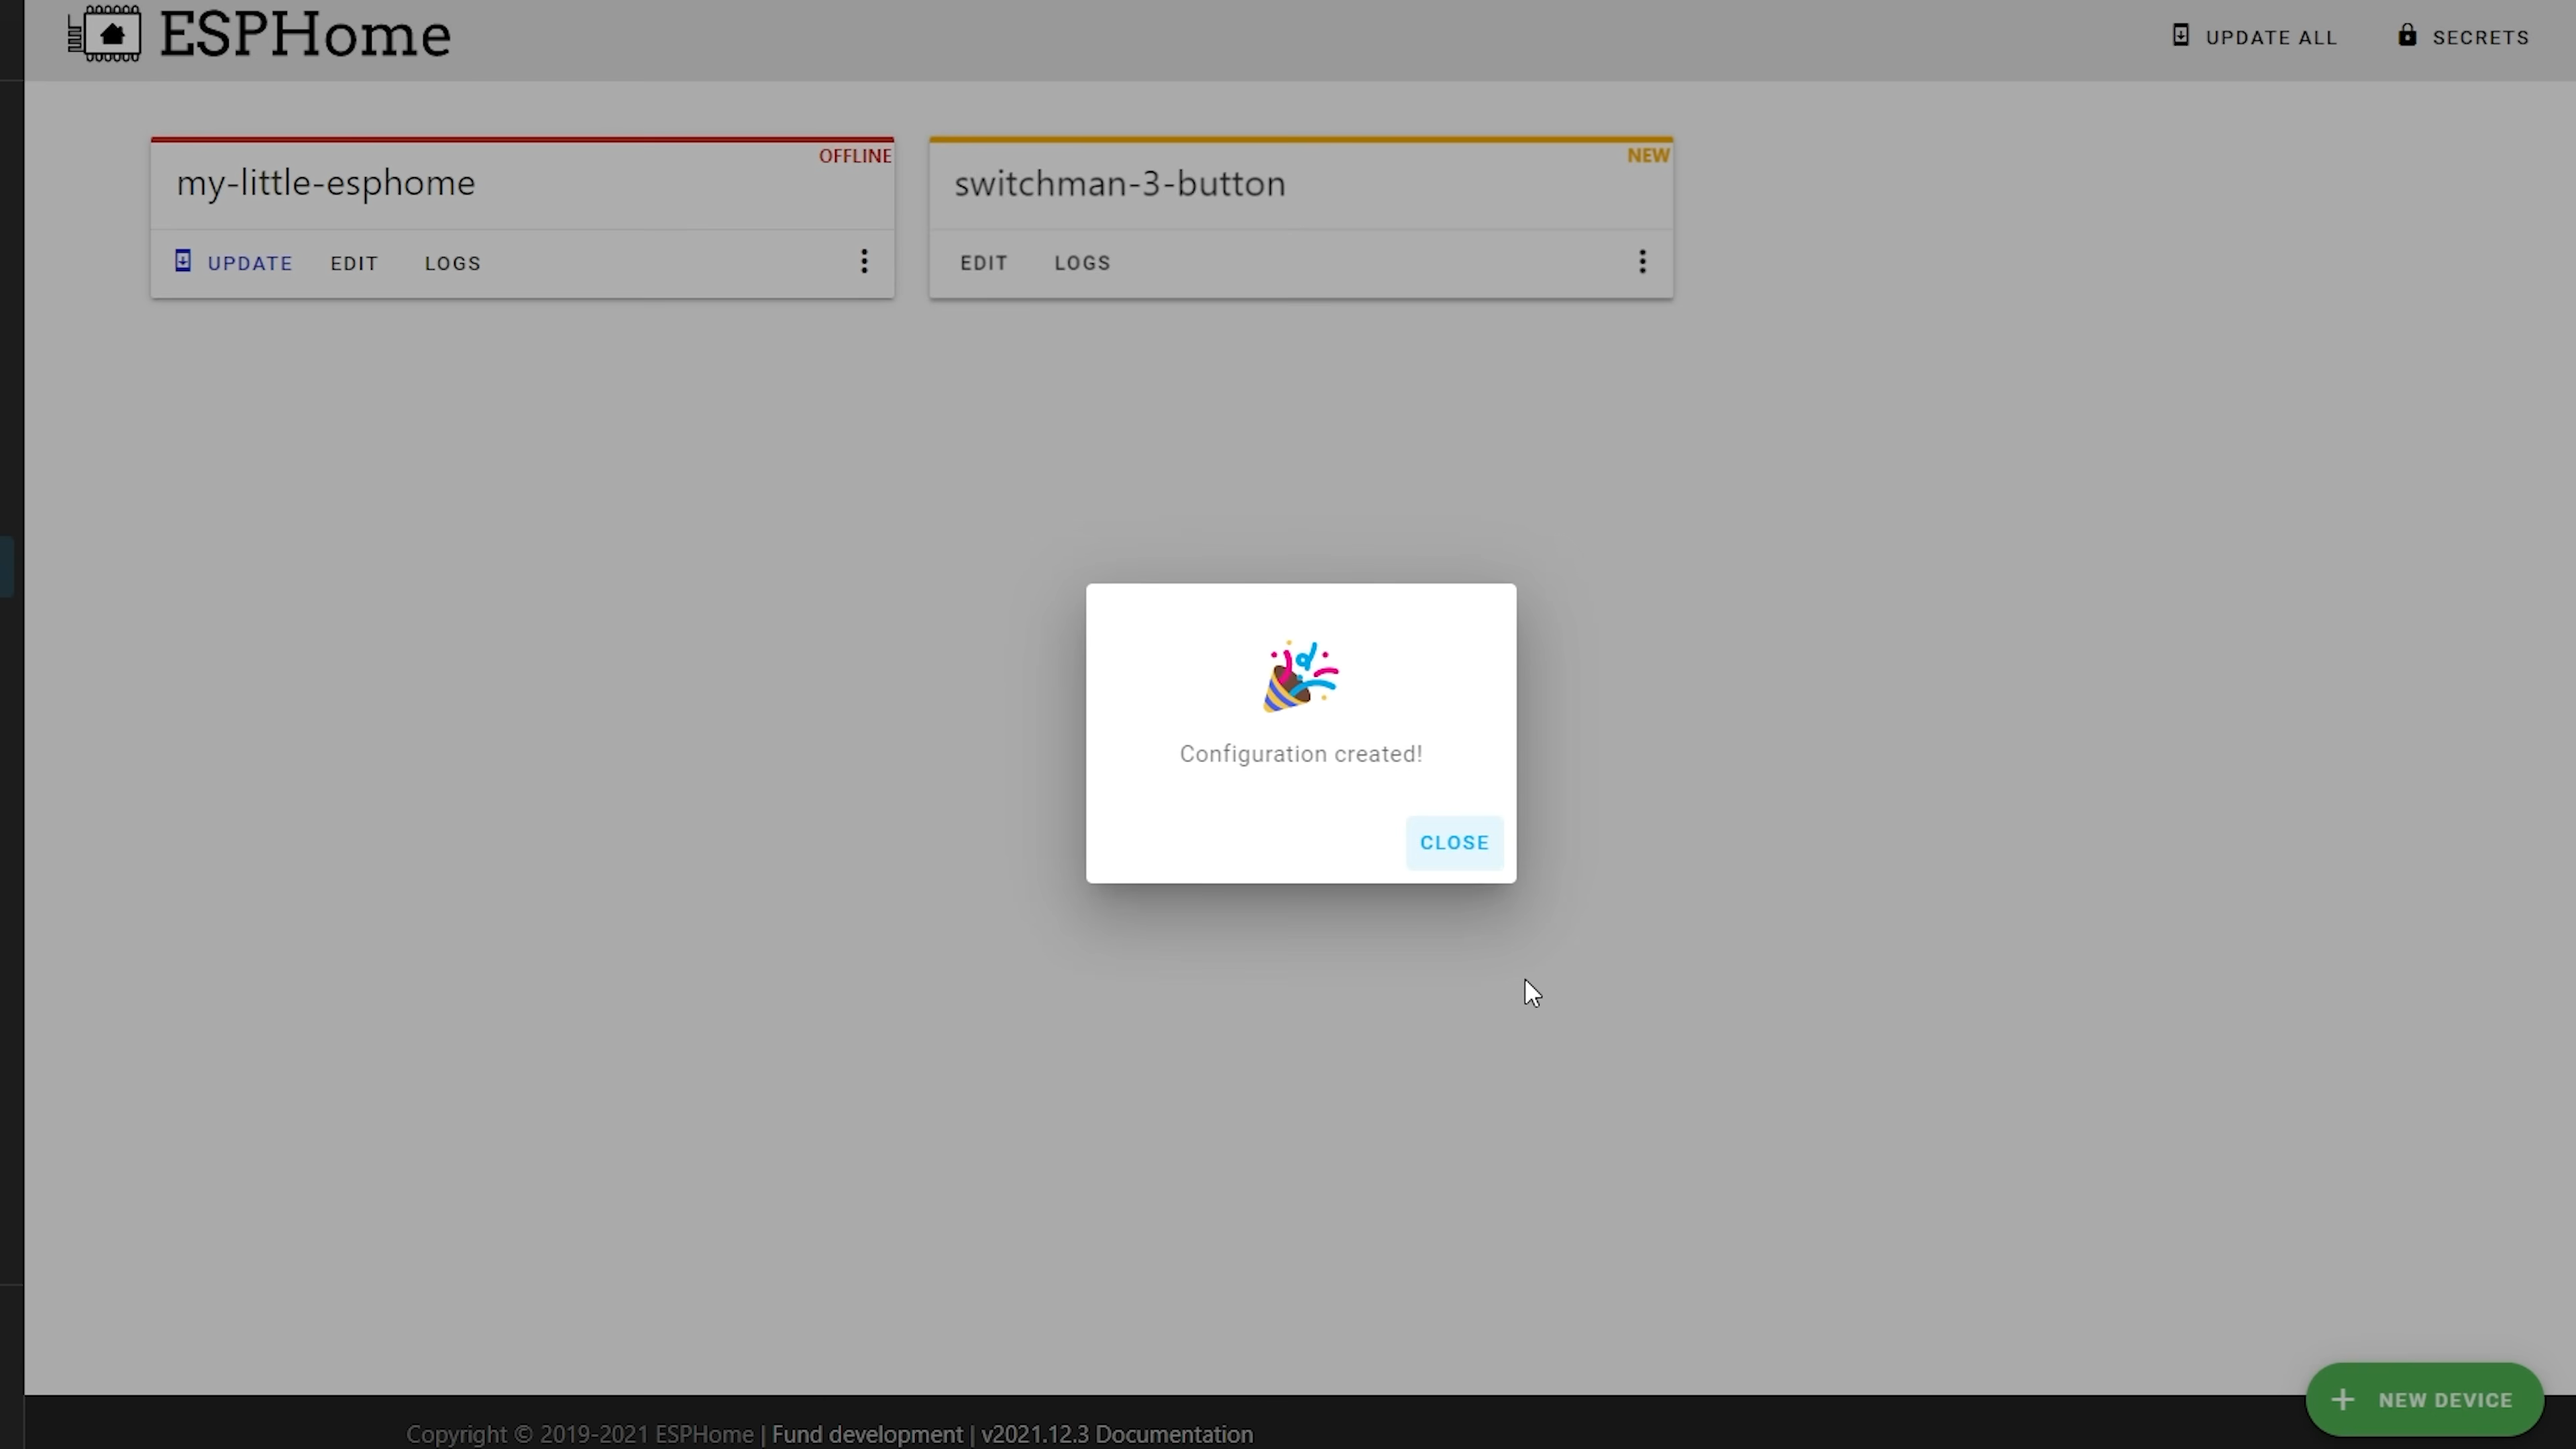 ESPHome
UPDATE ALL
SECRETS
OFFLINE
my-little-esphome
UPDATE EDIT LOGS
NEW
switchman-3-button
EDIT LOGS
Configuration created!
CLOSE
NEW DEVICE
Copyright © 2019-2021 ESPHome | Fund development | v2021.12.3 Documentation